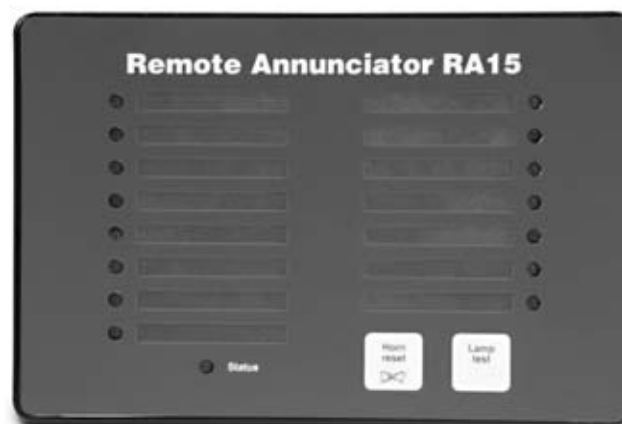 Remote Annunciator RA15
Status
Horn
reset
Lamp
test